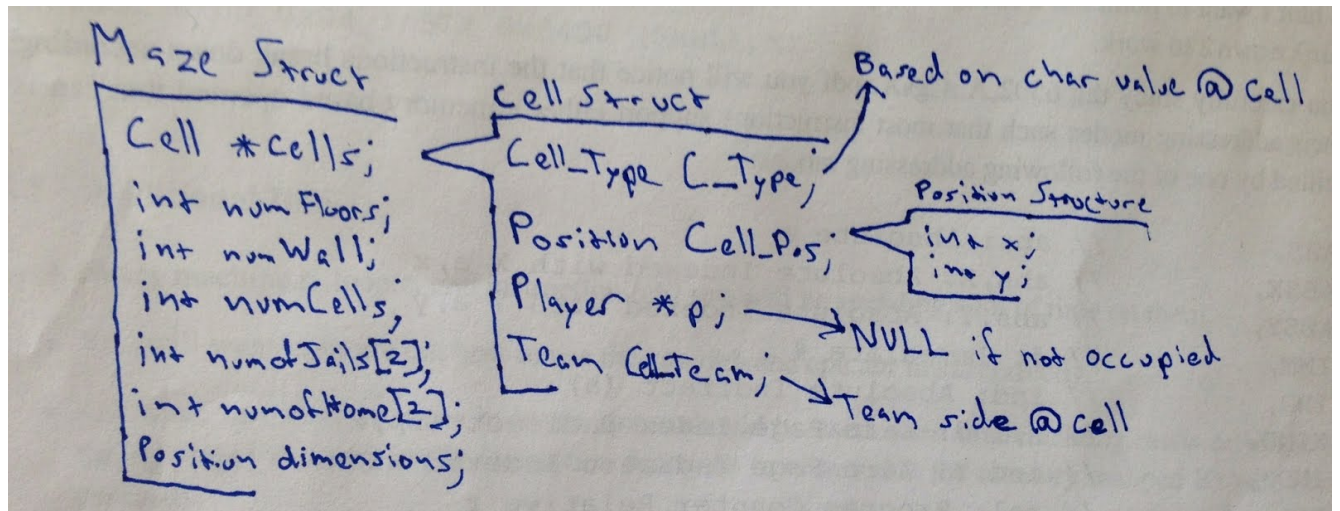 Maze Struct
Cell *Cells;
int numFloors;
int numWall;
int numCells;
int numofJails[2];
int numofHome[2];
Position dimensions;
Cell Struct
Cell_Type C_Type;
Position Cell_Pos;
Player *p;
Team Cell_Team;
Based on char value @ Cell
Position Structure
int x;
int y;
NULL if not occupied
Team side @ Cell